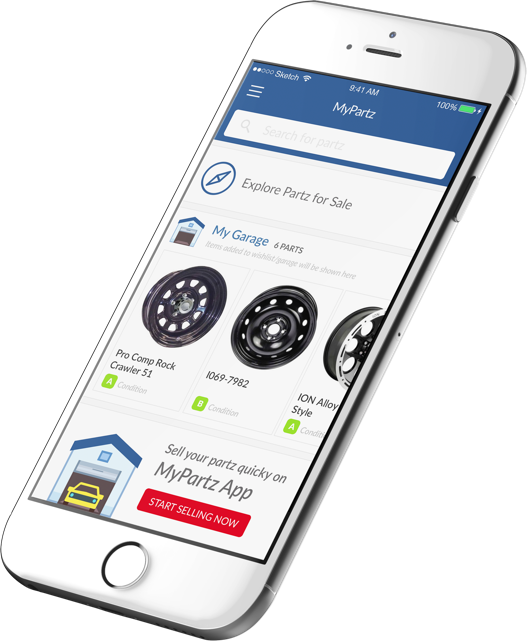 Sketch
9:41 AM
100%
MyPartz
Search for partz
Explore Partz for Sale
My Garage 6 PARTS
Items added to wishlist/garage will be shown here
Pro Comp Rock
Crawler 51
A Condition
I069-7982
B Condition
ION Alloy
Style
A Conditi
Sell your partz quicky on
MyPartz App
START SELLING NOW